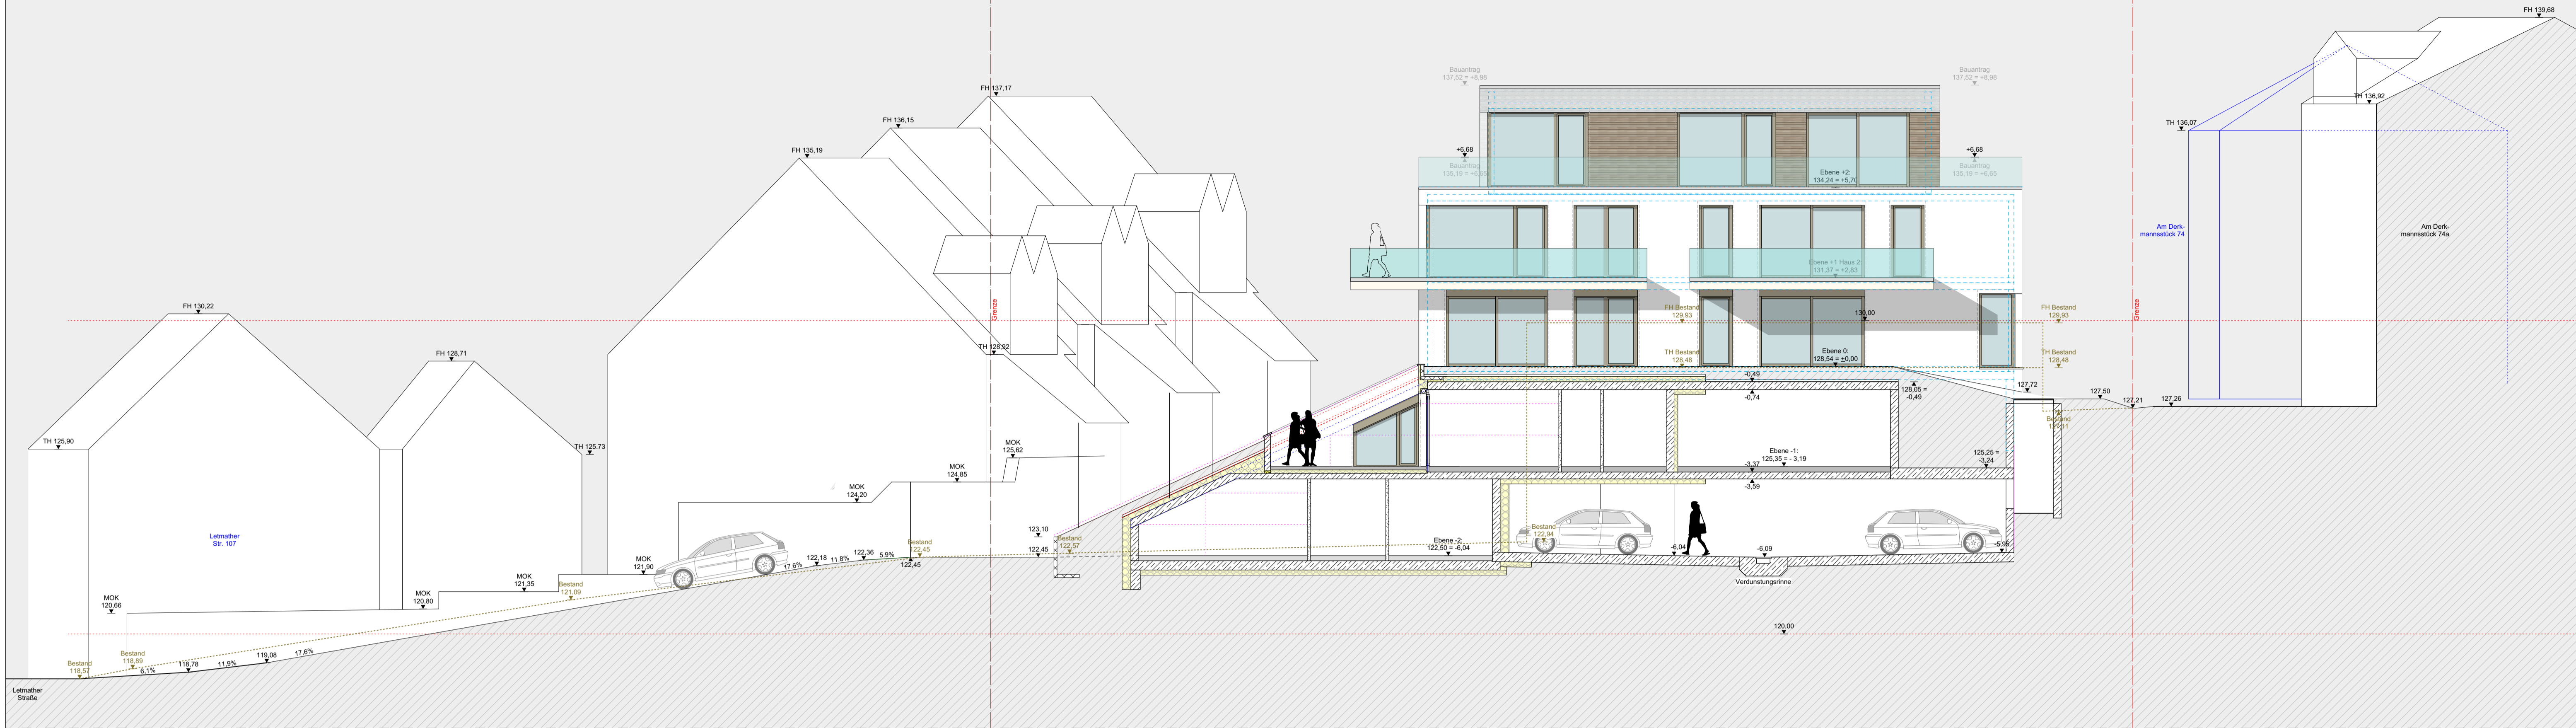 FH 139,68
Bauantrag
137,52 = +8,98
Bauantrag
137,52 = +8,98
FH 137,17
TH 136,92
FH 136,15
TH 136,07
FH 135,19
+6,68
Bauantrag
+6,68
Bauantrag
135,19 = +6,65
Ebene +2:
134,24 = +5,70
Am Derk-
mannsstück 74
Am Derk-
mannsstück 74a
Ebene +1 Haus 2:
131,37 = +2,83
Grenze
Grenze
FH 130,22
FH Bestand
129,93
130,00
FH Bestand
129,93
TH 128,92
FH 128,71
TH Bestand
128,48
Ebene 0:
128,54 = ±0,00
TH Bestand
128,48
-0,49
-0,74
128,05 =
-0,49
127,72
127,50
127,21
127,26
Bestand
TH 125,90
TH 125,73
MOK
125,62
MOK
124,85
MOK
124,20
Ebene -1:
125,35 = - 3,19
125,25 =
-3,24
-3,37
-3,59
Letmather
Str. 107
123,10
Bestand
122,57
122,45
Bestand
122,45
122,45
5,9%
122,36
11,8%
122,18
17,6%
Bestand
122,94
Ebene -2:
122,50 = -6,04
-6,04
-6,09
-5,95
Verdunstungsrinne
MOK
121,90
MOK
121,35
Bestand
121,09
MOK
120,80
MOK
120,66
120,00
Bestand
118,57
Bestand
118,89
6,1%
118,78
11,9%
119,08
17,6%
Letmather
Straße